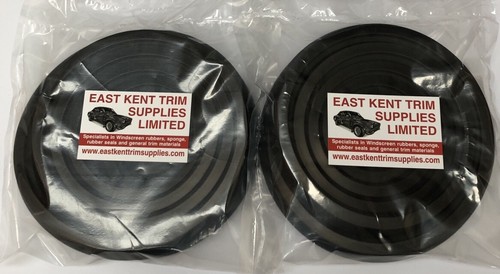 EAST KENT TRIM
SUPPLIES
LIMITED
Specialists in Windscreen rubbers, sponge,
rubber seals and general trim materials
www.eastkenttrimsupplies.com
EAST KENT TRIM
SUPPLIES
LIMITED
Specialists in Windscreen rubbers, sponge,
rubber seals and general trim materials
www.eastkenttrimsupplies.com